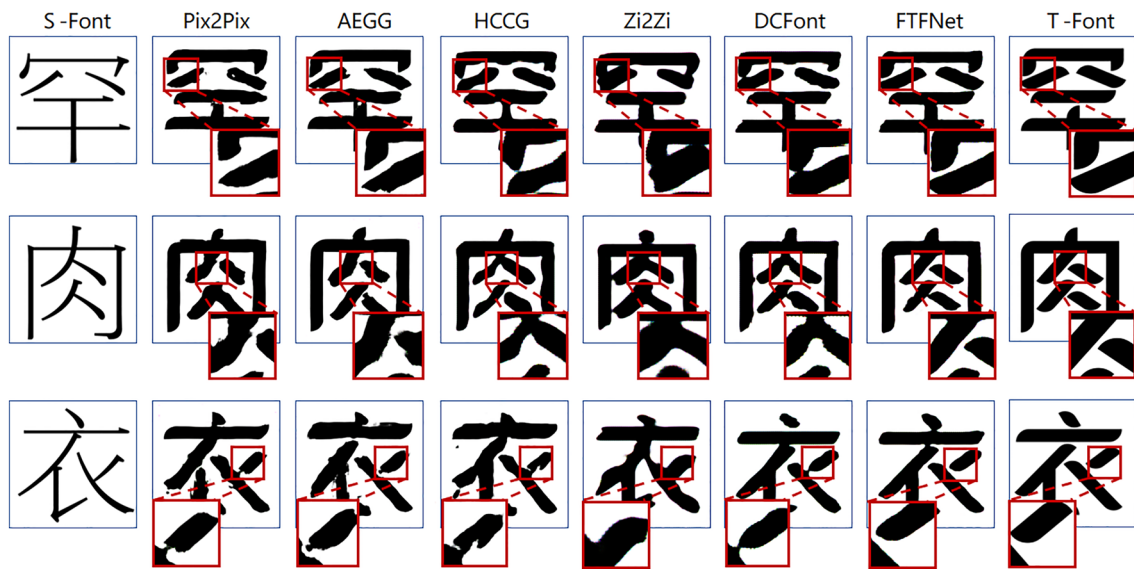 S -Font Pix2Pix AEGG HCCG Zi2Zi DCFont FTFNet T -Font
罕 罕 罕 罕 罕 罕 罕 罕
肉 肉 肉 肉 肉 肉 肉 肉
衣 衣 衣 衣 衣 衣 衣 衣